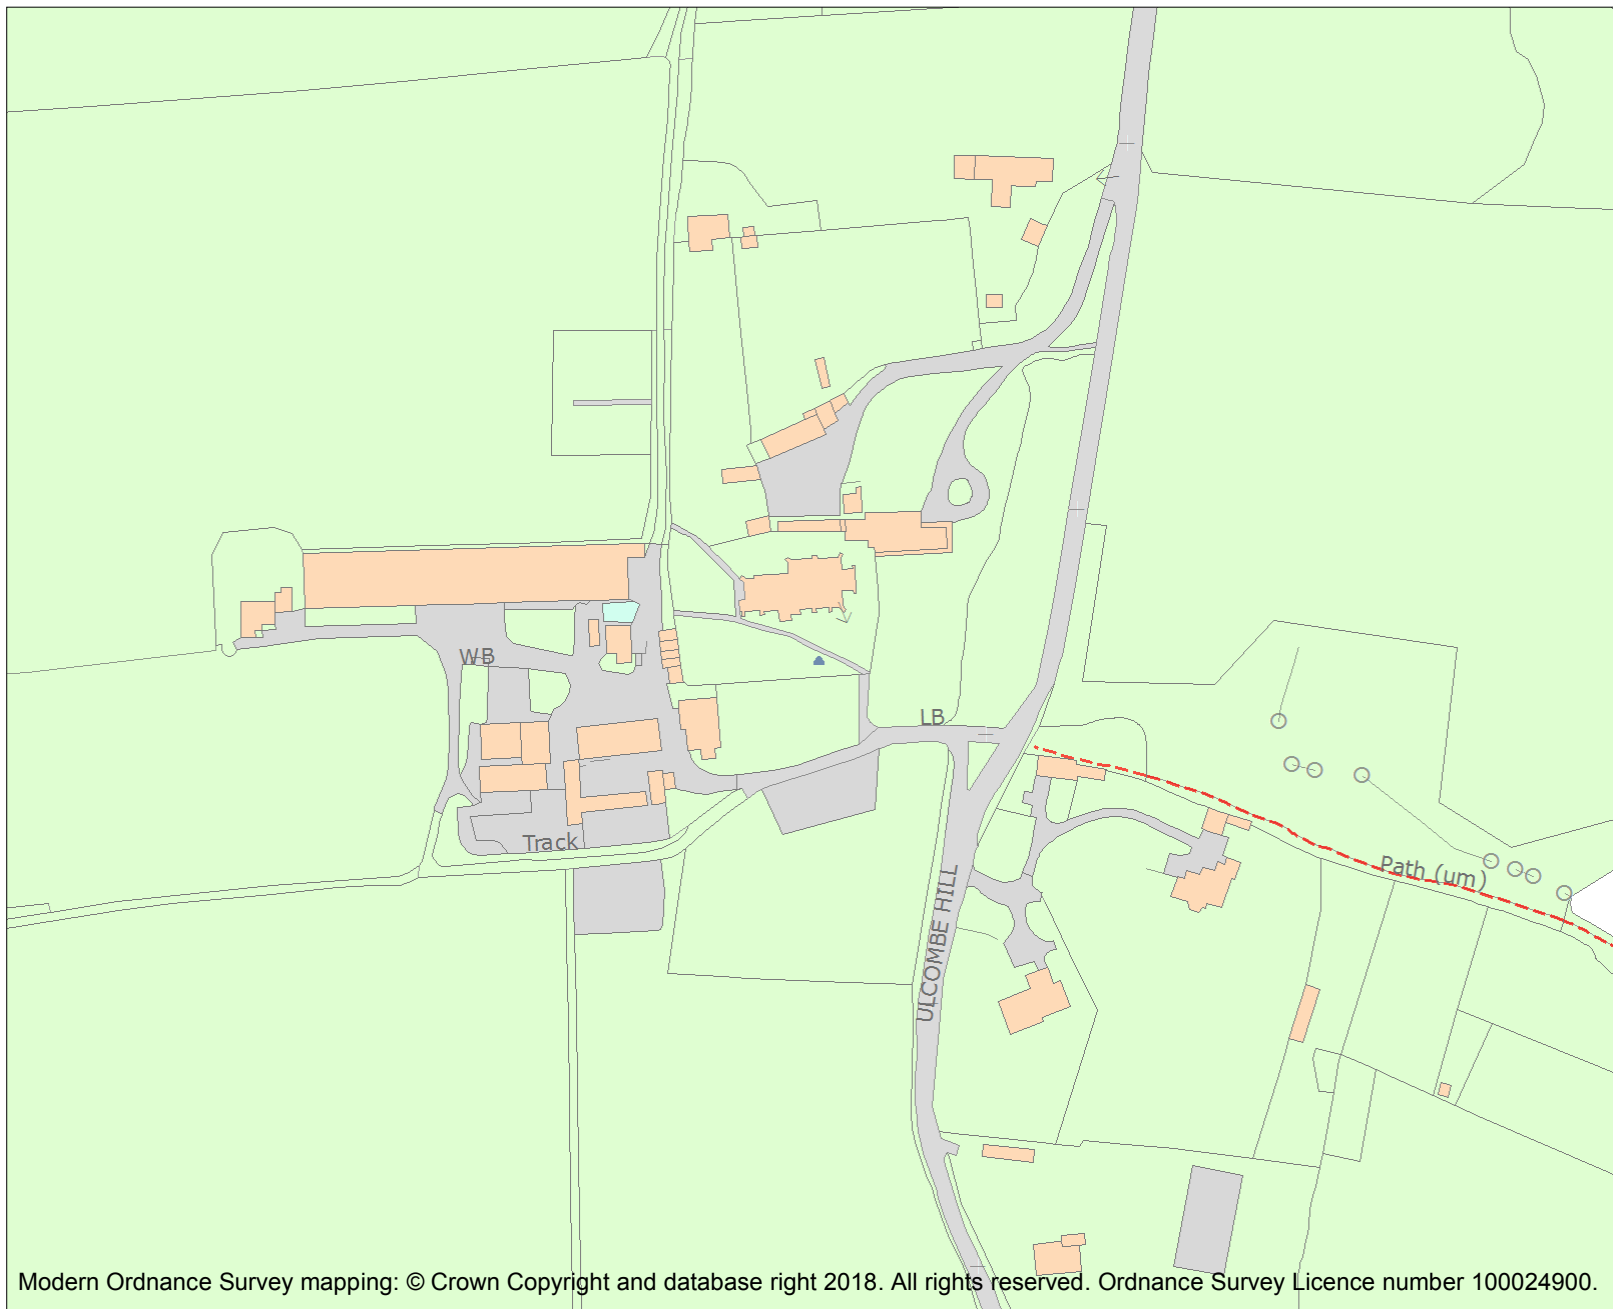 WB
LB
Track
Path (um)
ULCOMBE HILL
Modern Ordnance Survey mapping: © Crown Copyright and database right 2018. All rights reserved. Ordnance Survey Licence number 100024900.